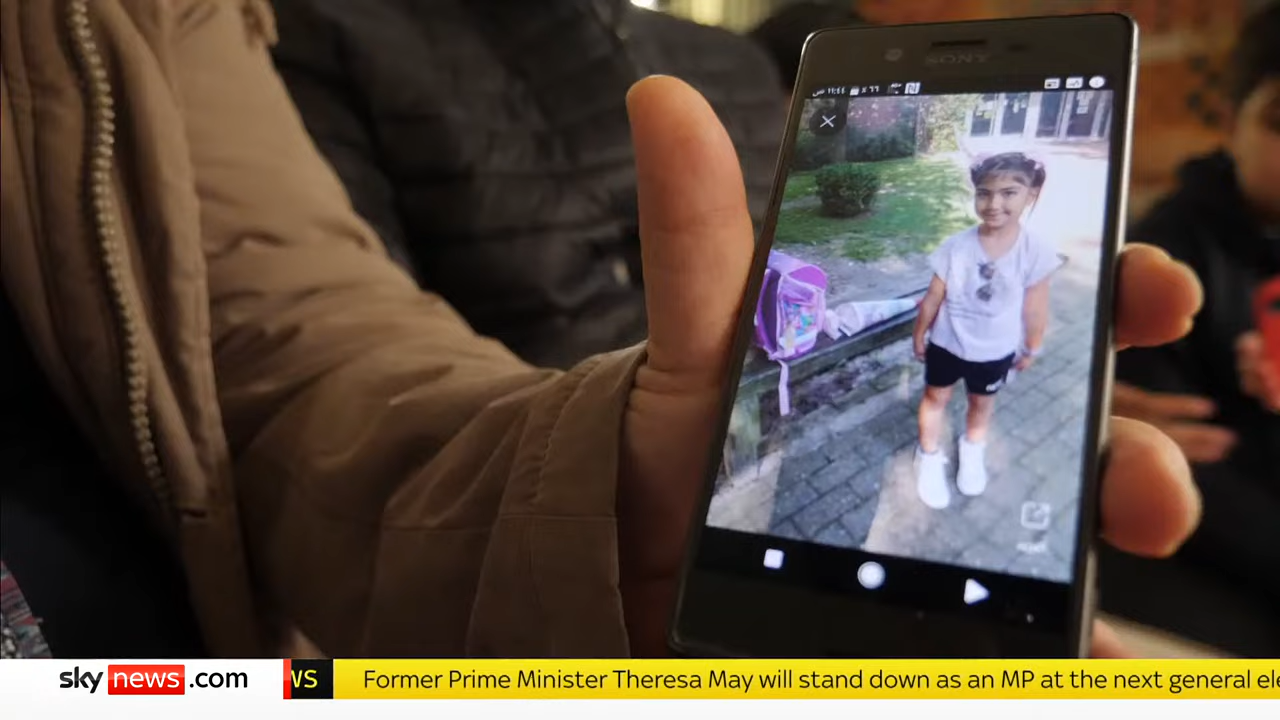 SONY
sky news.com
WS
Former Prime Minister Theresa May will stand down as an MP at the next general ele